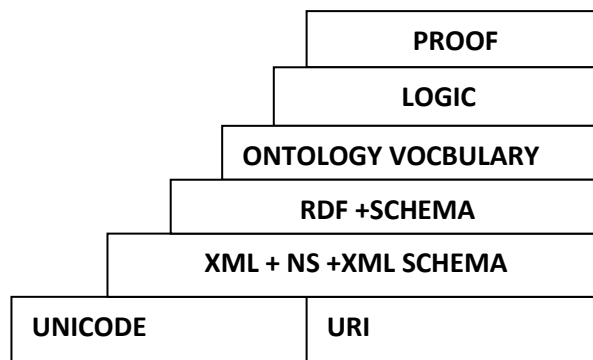 PROOF
LOGIC
ONTOLOGY VOCBULARY
RDF +SCHEMA
XML + NS +XML SCHEMA
UNICODE URI